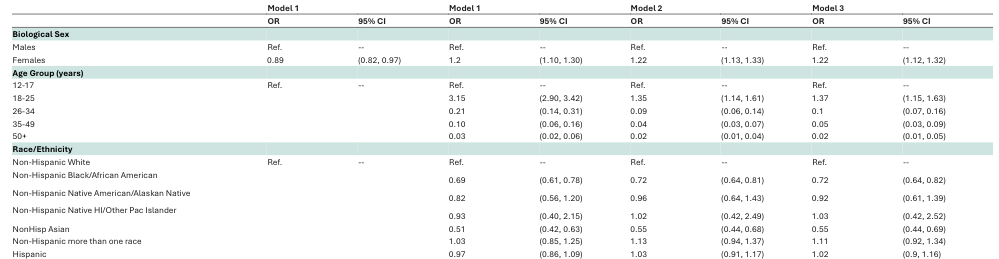 Model 1 Model 1 Model 2 Model 3
OR 95% CI OR 95% CI OR 95% CI OR 95% CI
Biological Sex
Males Ref. -- Ref. -- Ref. -- Ref. --
Females 0.89 (0.82, 0.97) 1.2 (1.10, 1.30) 1.22 (1.13, 1.33) 1.22 (1.12, 1.32)
Age Group (years)
12-17 Ref. -- Ref. -- Ref. -- Ref. --
18-25 3.15 (2.90, 3.42) 1.35 (1.14, 1.61) 1.37 (1.15, 1.63)
26-34 0.21 (0.14, 0.31) 0.09 (0.06, 0.14) 0.1 (0.07, 0.16)
35-49 0.10 (0.06, 0.16) 0.04 (0.03, 0.07) 0.05 (0.03, 0.09)
50+ 0.03 (0.02, 0.06) 0.02 (0.01, 0.04) 0.02 (0.01, 0.05)
Race/Ethnicity
Non-Hispanic White Ref. -- Ref. -- Ref. -- Ref. --
Non-Hispanic Black/African American 0.69 (0.61, 0.78) 0.72 (0.64, 0.81) 0.72 (0.64, 0.82)
Non-Hispanic Native American/Alaskan Native 0.82 (0.56, 1.20) 0.96 (0.64, 1.43) 0.92 (0.61, 1.39)
Non-Hispanic Native HI/Other Pac Islander 0.93 (0.40, 2.15) 1.02 (0.42, 2.49) 1.03 (0.42, 2.52)
NonHisp Asian 0.51 (0.42, 0.63) 0.55 (0.44, 0.68) 0.55 (0.44, 0.69)
Non-Hispanic more than one race 1.03 (0.85, 1.25) 1.13 (0.94, 1.37) 1.11 (0.92, 1.34)
Hispanic 0.97 (0.86, 1.09) 1.03 (0.91, 1.17) 1.02 (0.9, 1.16)